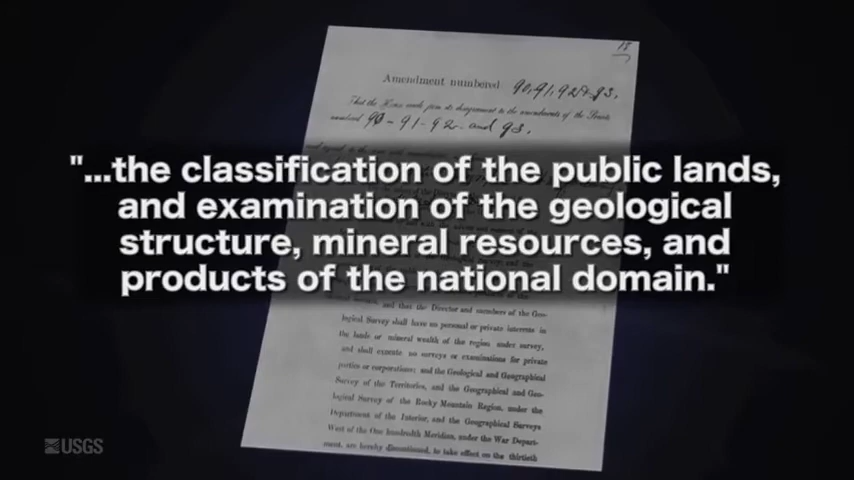 13
Amendment numbered 90, 91, 92 & 93.
That the House recede from its disagreement to the amendments of the Senate
numbered 90-91-92- and 93.
"...the classification of the public lands,
and examination of the geological
structure, mineral resources, and
products of the national domain."
and that the Director and members of the Geo-
logical Survey shall have no personal or private interests in
the lands or mineral wealth of the region under survey,
and shall execute no surveys or examinations for private
parties or corporations; and the Geological and Geographical
Survey of the Territories, and the Geographical and Geo-
logical Survey of the Rocky Mountain Region, under the
Department of the Interior, and the Geographical Surveys
West of the One hundredth Meridian, under the War Depart-
ment, are hereby discontinued, to take effect on the thirtieth
USGS